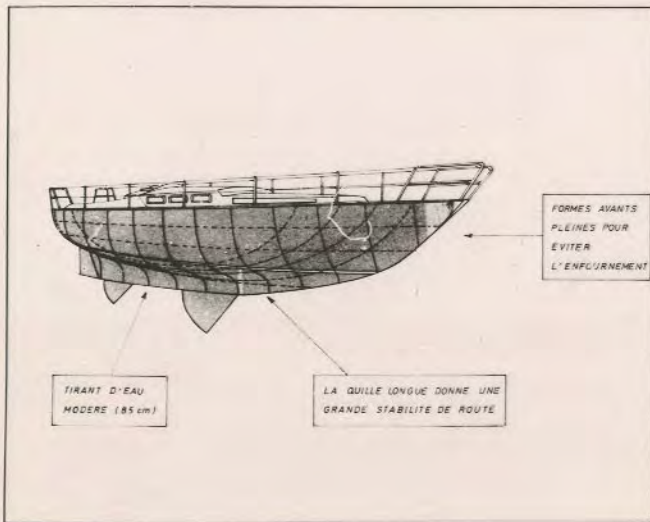 FORMES AVANTS
PLEINES POUR
ÉVITER
L'ENFOURNEMENT
TIRANT D'EAU
MODERE (85 cm)
LA QUILLE LONGUE DONNE UNE
GRANDE STABILITE DE ROUTE